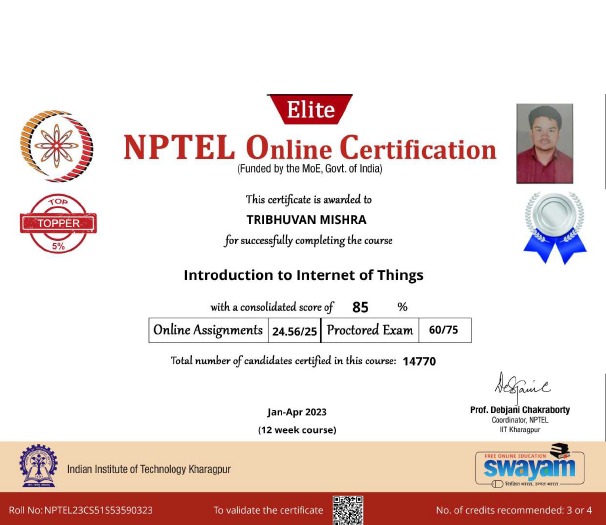 Elite
NPTEL Online Certification
(Funded by the MoE, Govt. of India)
This certificate is awarded to
TRIBHUVAN MISHRA
for successfully completing the course
TOP
TOPPER
5%
Introduction to Internet of Things
with a consolidated score of 85 %
Online Assignments 24.56/25 Proctored Exam 60/75
Total number of candidates certified in this course: 14770
Prof. Debjani Chakraborty
Coordinator, NPTEL
IIT Kharagpur
Jan-Apr 2023
(12 week course)
Indian Institute of Technology Kharagpur
FREE ONLINE EDUCATION
swayam
शिक्षित भारत, उन्नत भारत
Roll No: NPTEL23CS51S53590323
To validate the certificate
No. of credits recommended: 3 or 4